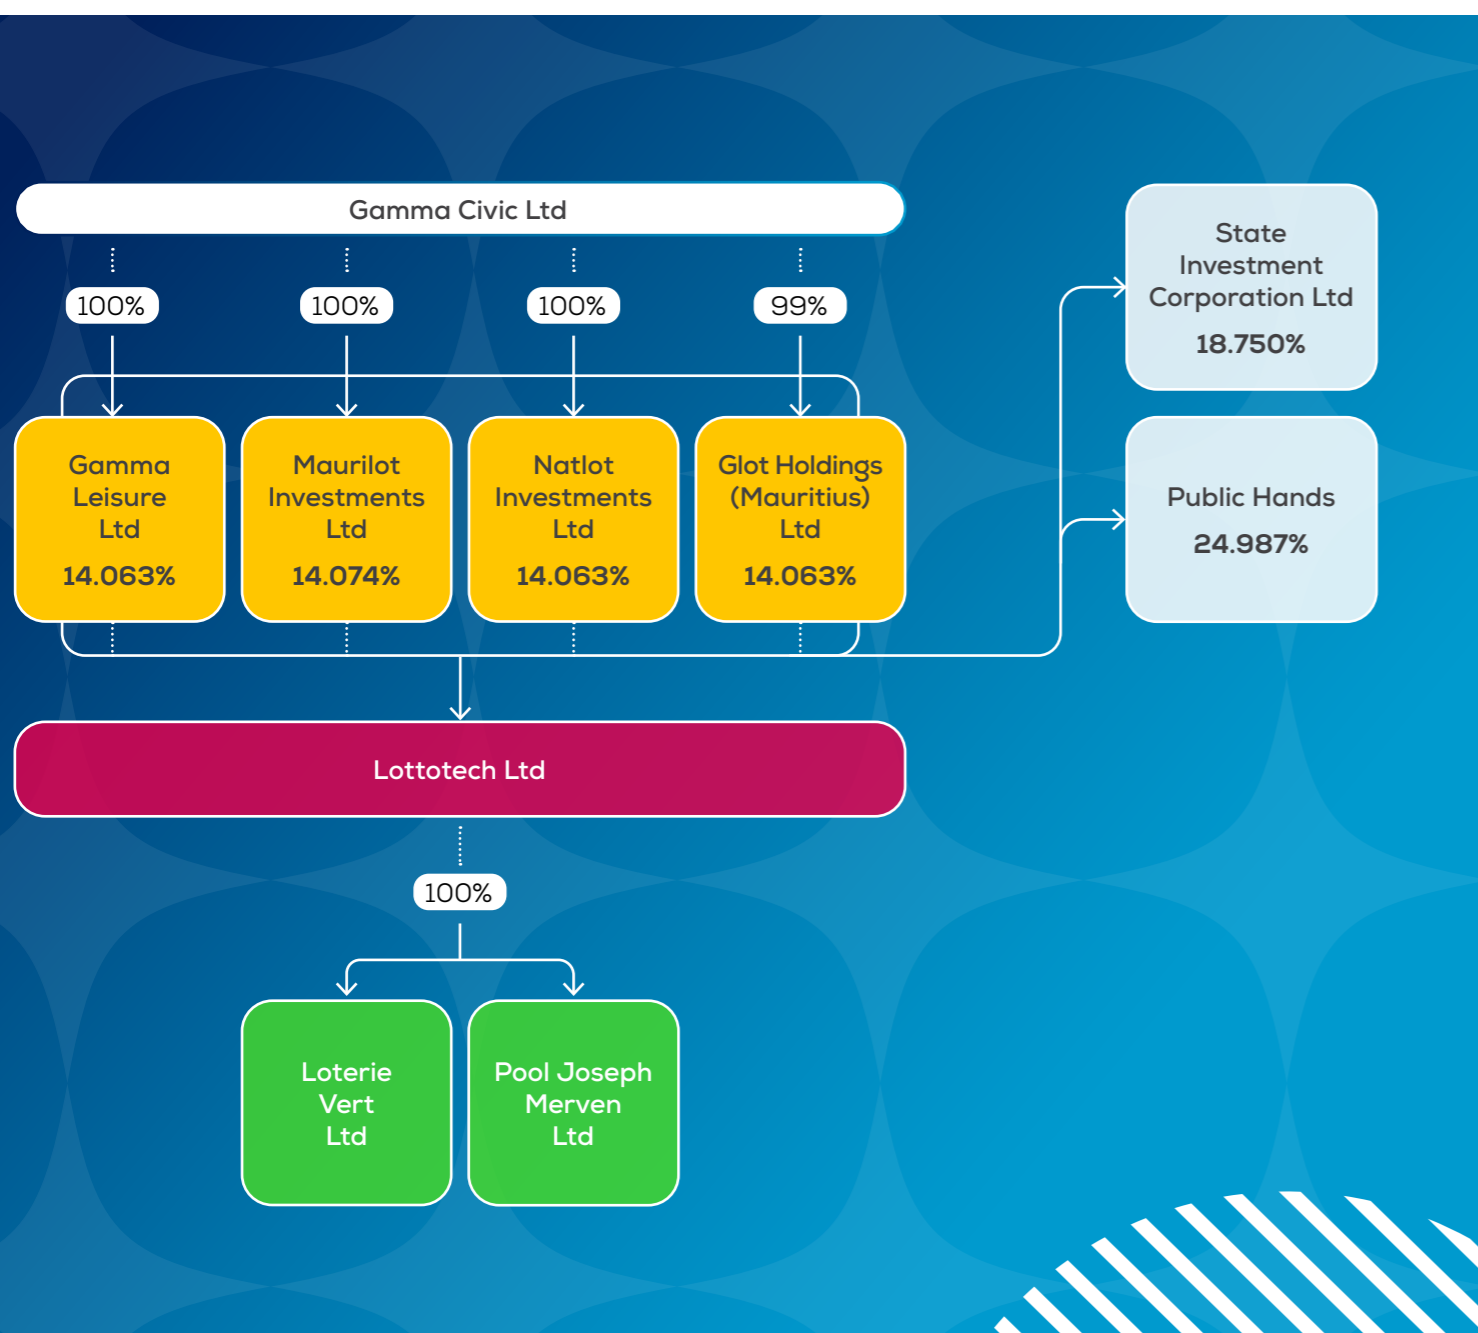 Gamma Civic Ltd
100%
100%
100%
99%
Gamma
Leisure
Ltd
14.063%
Maurilot
Investments
Ltd
14.074%
Natlot
Investments
Ltd
14.063%
Glot Holdings
(Mauritius)
Ltd
14.063%
State
Investment
Corporation Ltd
18.750%
Public Hands
24.987%
Lottotech Ltd
100%
Loterie
Vert
Ltd
Pool Joseph
Merven
Ltd